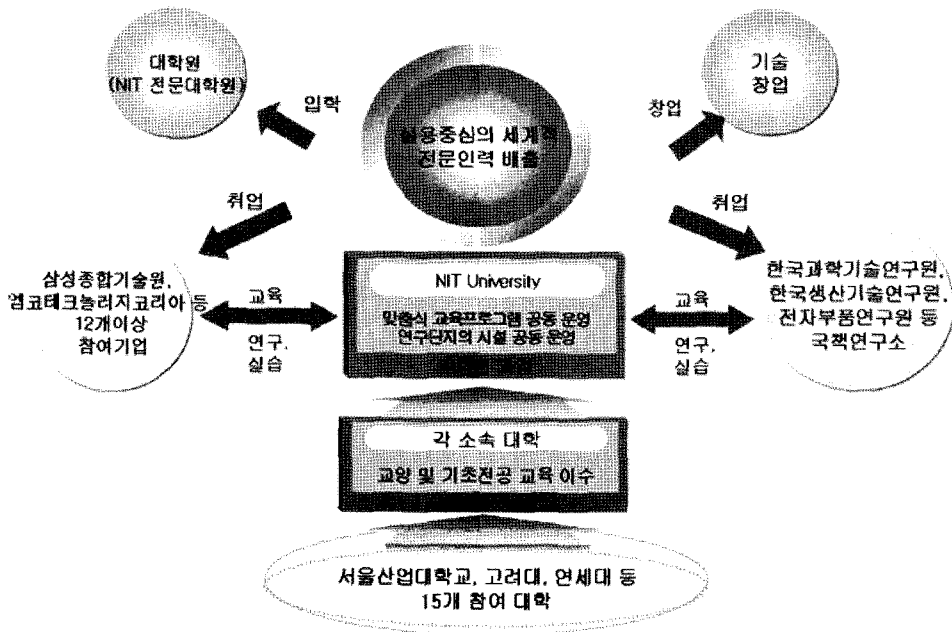 대학원
(NIT 전문대학원)
입학
실용중심의 세계적
전문인력 배출
창업
기술
창업
취업
취업
삼성종합기술원,
엠코테크놀러지코리아 등
12개이상
참여기업
교육
연구,
실습
NIT University
맞춤식 교육프로그램 공동 운영
연구단지의 시설 공동 운영
교육
연구,
실습
한국과학기술연구원,
한국생산기술연구원,
전자부품연구원 등
국책연구소
각 소속 대학
교양 및 기초전공 교육 이수
서울산업대학교, 고려대, 연세대 등
15개 참여 대학